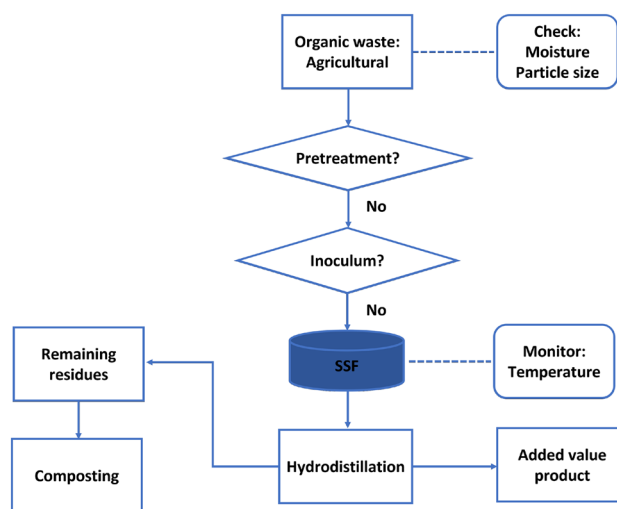 Organic waste:
Agricultural
Check:
Moisture
Particle size
Pretreatment?
No
Inoculum?
No
SSF
Monitor:
Temperature
Remaining
residues
Hydrodistillation
Added value
product
Composting